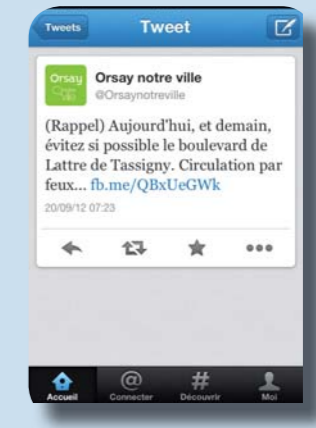 Tweets
Tweet
Orsay
Orsay notre ville
@Orsaynotreville
(Rappel) Aujourd'hui, et demain,
évitez si possible le boulevard de
Lattre de Tassigny. Circulation par
feux... fb.me/QBxUeGWk
20/09/12 07:23
Accueil
Connecter
Découvrir
Moi